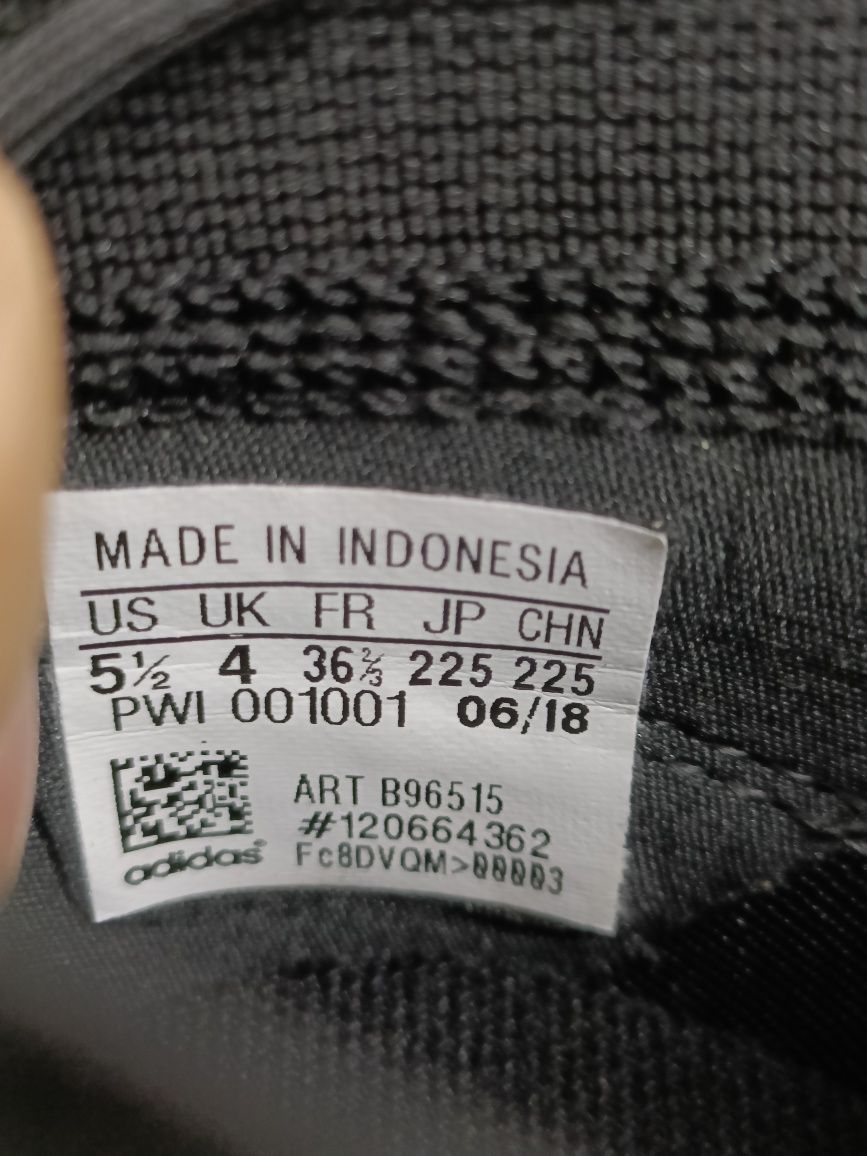 MADE IN INDONESIA
US UK FR JP CHN
5½ 4 36⅔ 225 225
PWI 001001 06/18
ART B96515
#120664362
adidas Fc8DVQM>00003